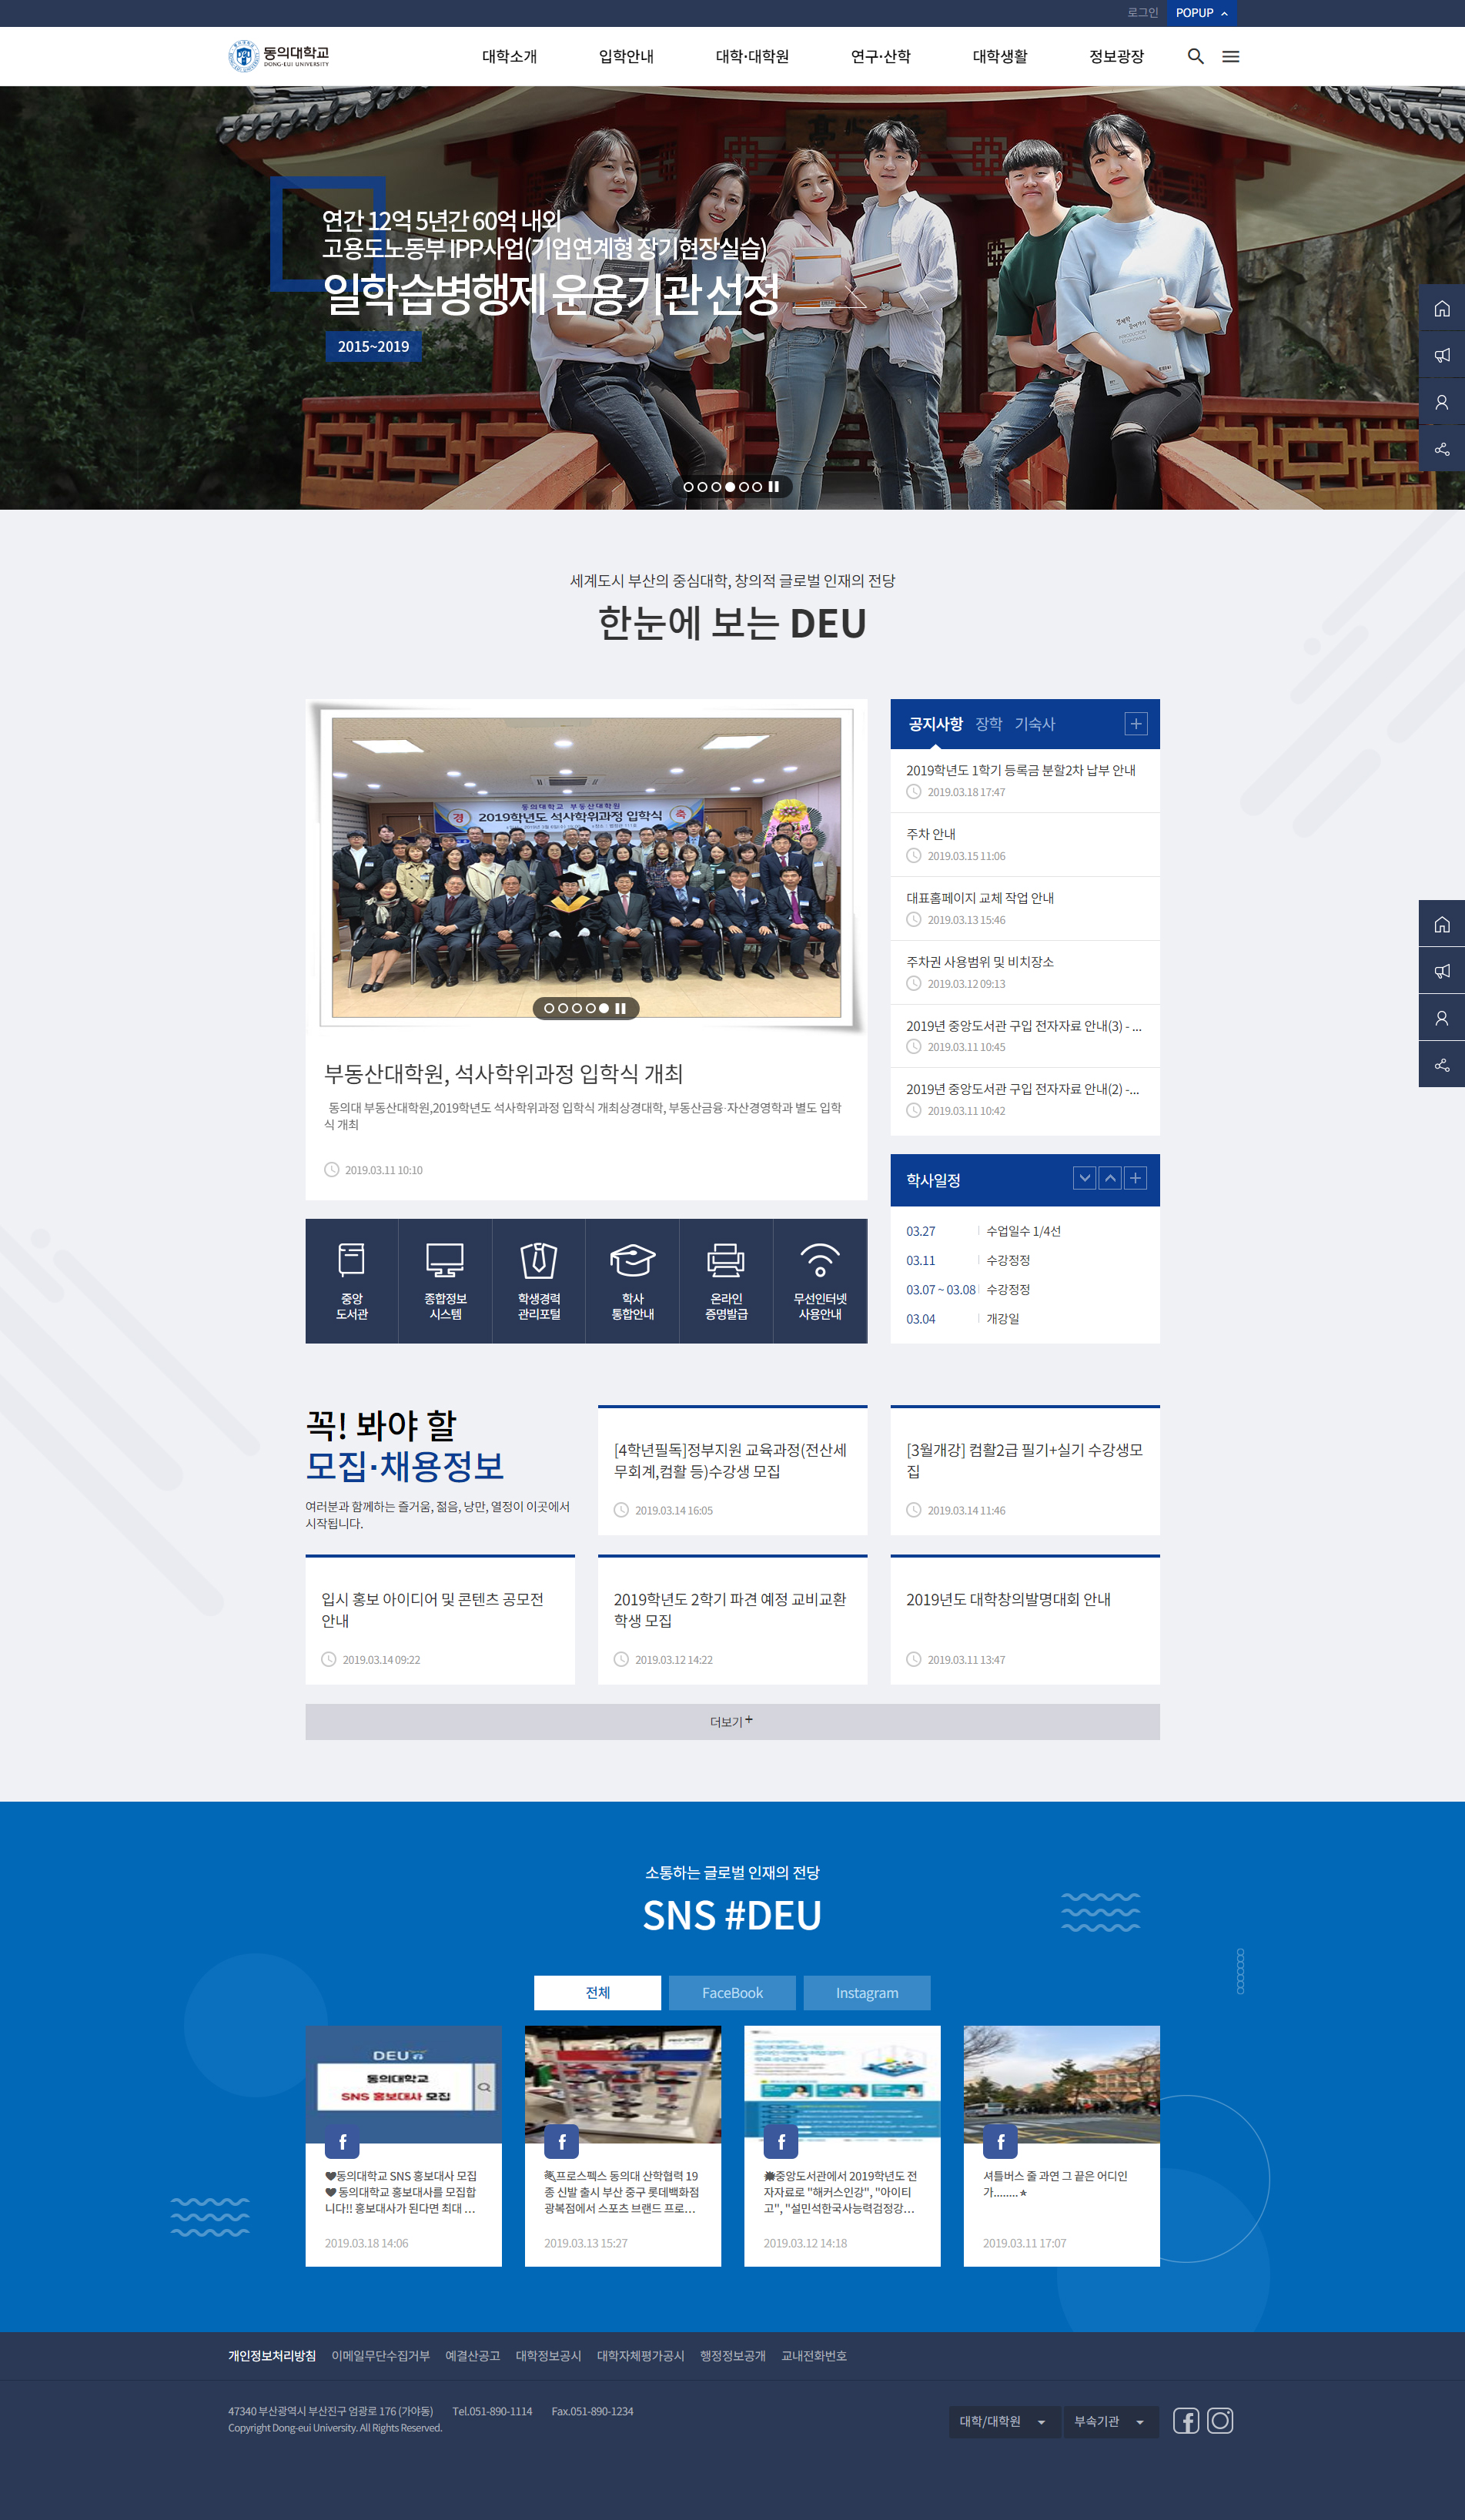 로그인
POPUP
동의대학교
DONG-EUI UNIVERSITY
대학소개
입학안내
대학·대학원
연구·산학
대학생활
정보광장
연간 12억 5년간 60억 내외
고용도노동부 IPP사업(기업연계형 장기현장실습)
일학습병행제 운용기관 선정
2015~2019
세계도시 부산의 중심대학, 창의적 글로벌 인재의 전당
한눈에 보는 DEU
동의대학교 부동산대학원
경
2019학년도 석사학위과정 입학식
축
부동산대학원, 석사학위과정 입학식 개최
동의대 부동산대학원,2019학년도 석사학위과정 입학식 개최상경대학, 부동산금융·자산경영학과 별도 입학
식 개최
2019.03.11 10:10
공지사항
장학
기숙사
2019학년도 1학기 등록금 분할2차 납부 안내
2019.03.18 17:47
주차 안내
2019.03.15 11:06
대표홈페이지 교체 작업 안내
2019.03.13 15:46
주차권 사용범위 및 비치장소
2019.03.12 09:13
2019년 중앙도서관 구입 전자자료 안내(3) - ...
2019.03.11 10:45
2019년 중앙도서관 구입 전자자료 안내(2) -...
2019.03.11 10:42
학사일정
03.27 수업일수 1/4선
03.11 수강정정
03.07 ~ 03.08 수강정정
03.04 개강일
중앙
도서관
종합정보
시스템
학생경력
관리포털
학사
통합안내
온라인
증명발급
무선인터넷
사용안내
꼭! 봐야 할
모집·채용정보
여러분과 함께하는 즐거움, 젊음, 낭만, 열정이 이곳에서
시작됩니다.
[4학년필독]정부지원 교육과정(전산세
무회계,컴활 등)수강생 모집
2019.03.14 16:05
[3월개강] 컴활2급 필기+실기 수강생모
집
2019.03.14 11:46
입시 홍보 아이디어 및 콘텐츠 공모전
안내
2019.03.14 09:22
2019학년도 2학기 파견 예정 교비교환
학생 모집
2019.03.12 14:22
2019년도 대학창의발명대회 안내
2019.03.11 13:47
더보기 +
소통하는 글로벌 인재의 전당
SNS #DEU
전체
FaceBook
Instagram
DEU
동의대학교
SNS 홍보대사 모집
♥동의대학교 SNS 홍보대사 모집
♥ 동의대학교 홍보대사를 모집합
니다!! 홍보대사가 된다면 최대 ...
2019.03.18 14:06
프로스펙스 동의대 산학협력 19
종 신발 출시 부산 중구 롯데백화점
광복점에서 스포츠 브랜드 프로...
2019.03.13 15:27
중앙도서관에서 2019학년도 전
자자료로 "해커스인강", "아이티
고", "설민석한국사능력검정강...
2019.03.12 14:18
셔틀버스 줄 과연 그 끝은 어디인
가........★
2019.03.11 17:07
개인정보처리방침
이메일무단수집거부
예결산공고
대학정보공시
대학자체평가공시
행정정보공개
교내전화번호
47340 부산광역시 부산진구 엄광로 176 (가야동) Tel.051-890-1114 Fax.051-890-1234
Copyright Dong-eui University. All Rights Reserved.
대학/대학원
부속기관